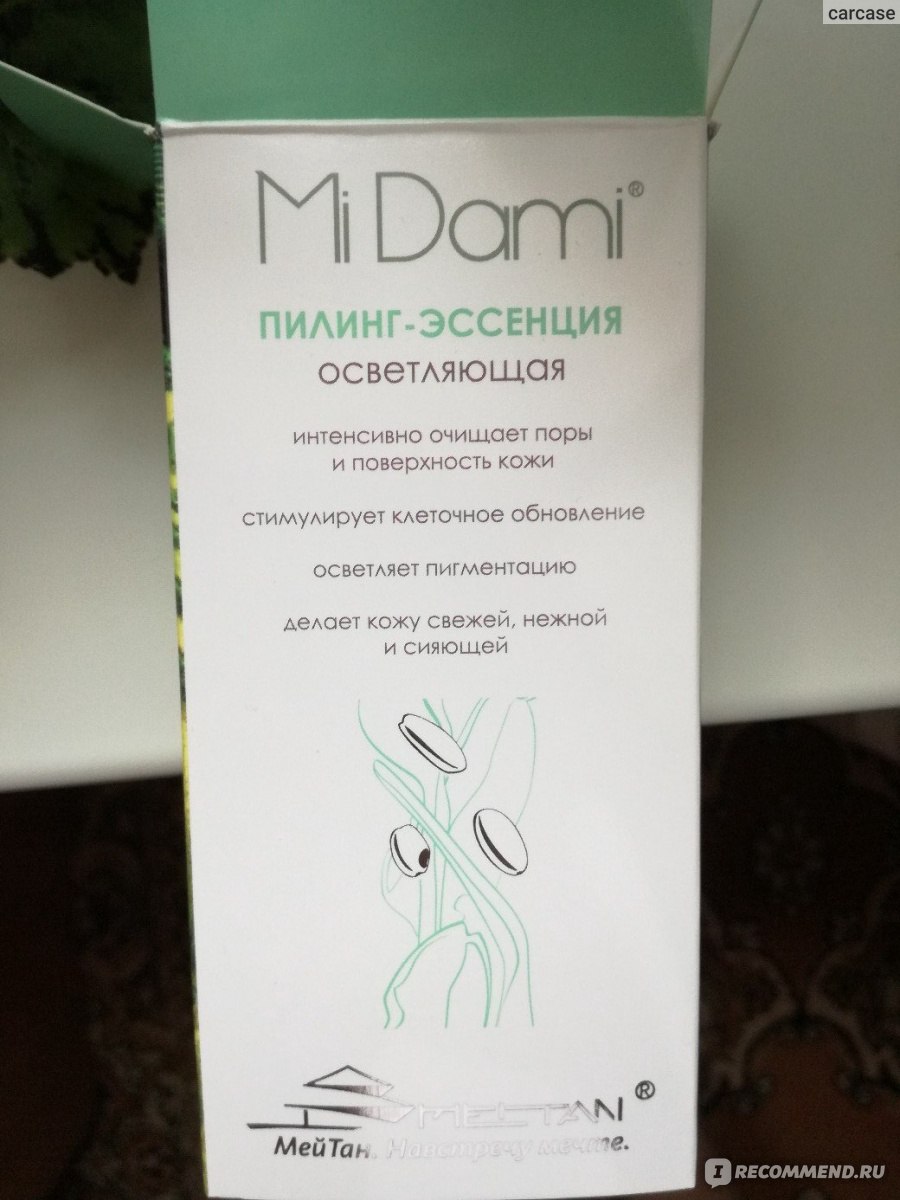 carcase
Mi Dami®
ПИЛИНГ-ЭССЕНЦИЯ
осветляющая
интенсивно очищает поры
и поверхность кожи
стимулирует клеточное обновление
осветляет пигментацию
делает кожу свежей, нежной
и сияющей
MEITAN®
МейТан. Навстречу мечте.
IRECOMMEND.RU